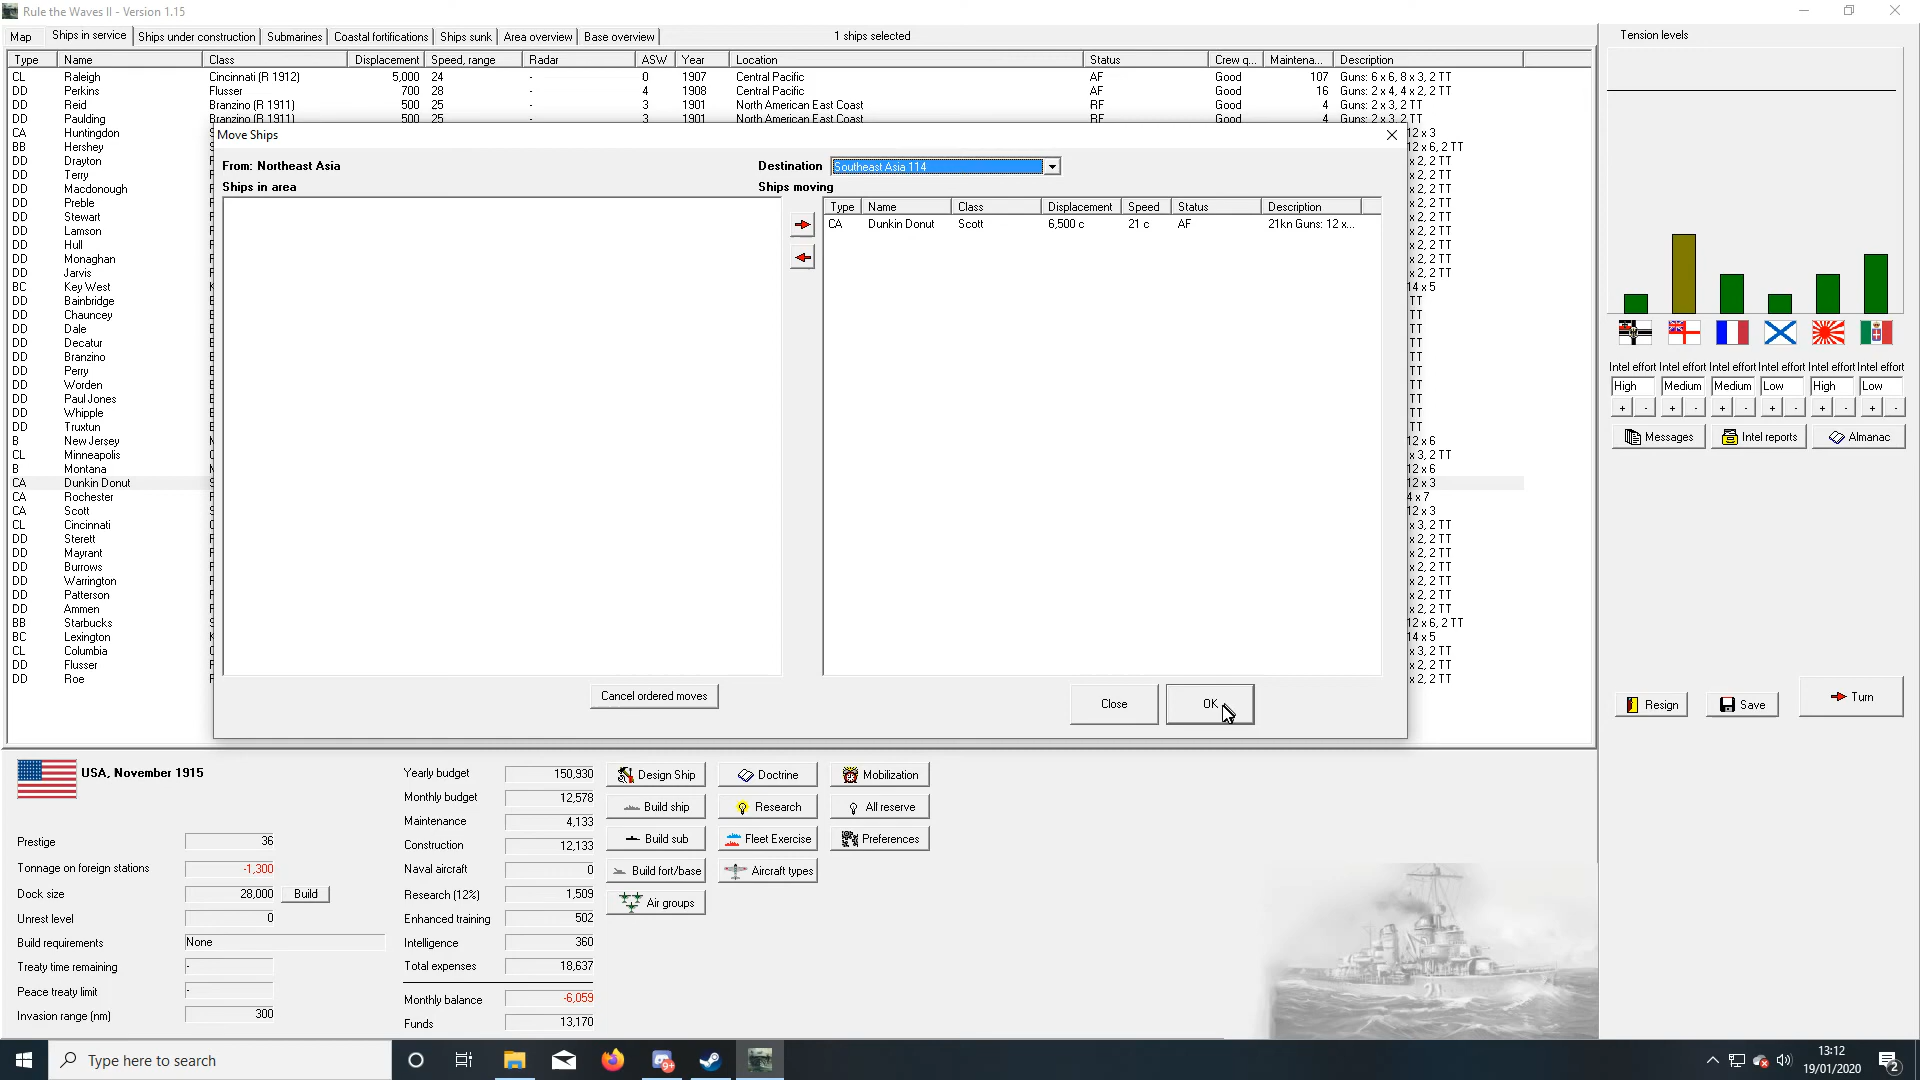 Rule the Waves II - Version 1.15
Map Ships in service Ships under construction Submarines Coastal fortifications Ships sunk Area overview Base overview 1 ships selected
Type Name Class Displacement Speed, range Radar ASW Year Location Status Crew q... Maintena... Description
CL Raleigh Cincinnati (R 1912) 5,000 24 - 0 1907 Central Pacific AF Good 107 Guns: 6 x 6, 8 x 3, 2 TT
DD Perkins Flusser 700 28 - 4 1908 Central Pacific AF Good 16 Guns: 2 x 4, 4 x 2, 2 TT
DD Reid Branzino (R 1911) 500 25 - 3 1901 North American East Coast RF Good 4 Guns: 2 x 3, 2 TT
DD Paulding Branzino (R 1911) 500 25 - 3 1901 North American East Coast RF Good 4 Guns: 2 x 3, 2 TT
CA Huntingdon 12 x 3
BB Hershey 12 x 6, 2 TT
DD Drayton x 2, 2 TT
DD Terry x 2, 2 TT
DD Macdonough x 2, 2 TT
DD Preble x 2, 2 TT
DD Stewart x 2, 2 TT
DD Lamson x 2, 2 TT
DD Hull x 2, 2 TT
DD Monaghan x 2, 2 TT
DD Jarvis x 2, 2 TT
BC Key West 14 x 5
DD Bainbridge TT
DD Chauncey TT
DD Dale TT
DD Decatur TT
DD Branzino TT
DD Perry TT
DD Worden TT
DD Paul Jones TT
DD Whipple TT
DD Truxtun TT
B New Jersey 12 x 6
CL Minneapolis x 3, 2 TT
B Montana 12 x 6
CA Dunkin Donut 12 x 3
CA Rochester 4 x 7
CA Scott 12 x 3
CL Cincinnati x 3, 2 TT
DD Sterett x 2, 2 TT
DD Mayrant x 2, 2 TT
DD Burrows x 2, 2 TT
DD Warrington x 2, 2 TT
DD Patterson x 2, 2 TT
DD Ammen x 2, 2 TT
BB Starbucks 12 x 6, 2 TT
BC Lexington 14 x 5
CL Columbia x 3, 2 TT
DD Flusser x 2, 2 TT
DD Roe x 2, 2 TT
Move Ships
From: Northeast Asia Destination Southeast Asia 114
Ships in area Ships moving
Type Name Class Displacement Speed Status Description
CA Dunkin Donut Scott 6,500 c 21 c AF 21kn Guns: 12 x...
Cancel ordered moves Close OK
Tension levels
Intel effort Intel effort Intel effort Intel effort Intel effort Intel effort
High Medium Medium Low High Low
+ - + - + - + - + - + -
Messages Intel reports Almanac
Resign Save Turn
USA, November 1915
Prestige 36
Tonnage on foreign stations -1,300
Dock size 28,000 Build
Unrest level 0
Build requirements None
Treaty time remaining -
Peace treaty limit -
Invasion range (nm) 300
Yearly budget 150,930
Monthly budget 12,578
Maintenance 4,133
Construction 12,133
Naval aircraft 0
Research (12%) 1,509
Enhanced training 502
Intelligence 360
Total expenses 18,637
Monthly balance -6,059
Funds 13,170
Design Ship Doctrine Mobilization
Build ship Research All reserve
Build sub Fleet Exercise Preferences
Build fort/base Aircraft types
Air groups
Type here to search
9+
13:12
19/01/2020
2